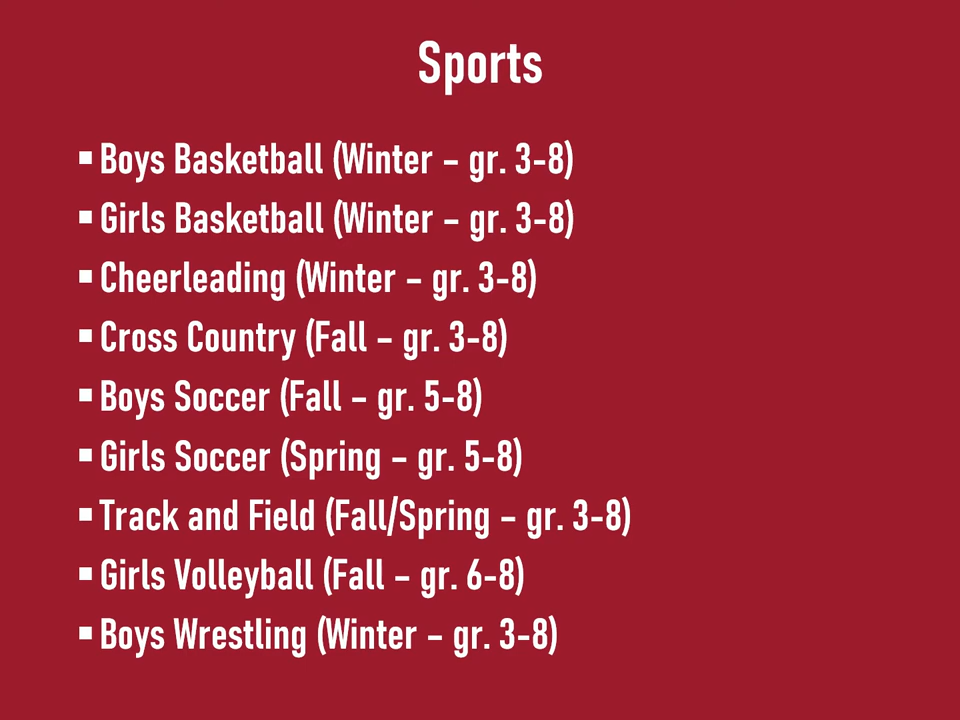 Sports
▪ Boys Basketball (Winter – gr. 3-8)
▪ Girls Basketball (Winter – gr. 3-8)
▪ Cheerleading (Winter – gr. 3-8)
▪ Cross Country (Fall – gr. 3-8)
▪ Boys Soccer (Fall – gr. 5-8)
▪ Girls Soccer (Spring – gr. 5-8)
▪ Track and Field (Fall/Spring – gr. 3-8)
▪ Girls Volleyball (Fall – gr. 6-8)
▪ Boys Wrestling (Winter – gr. 3-8)